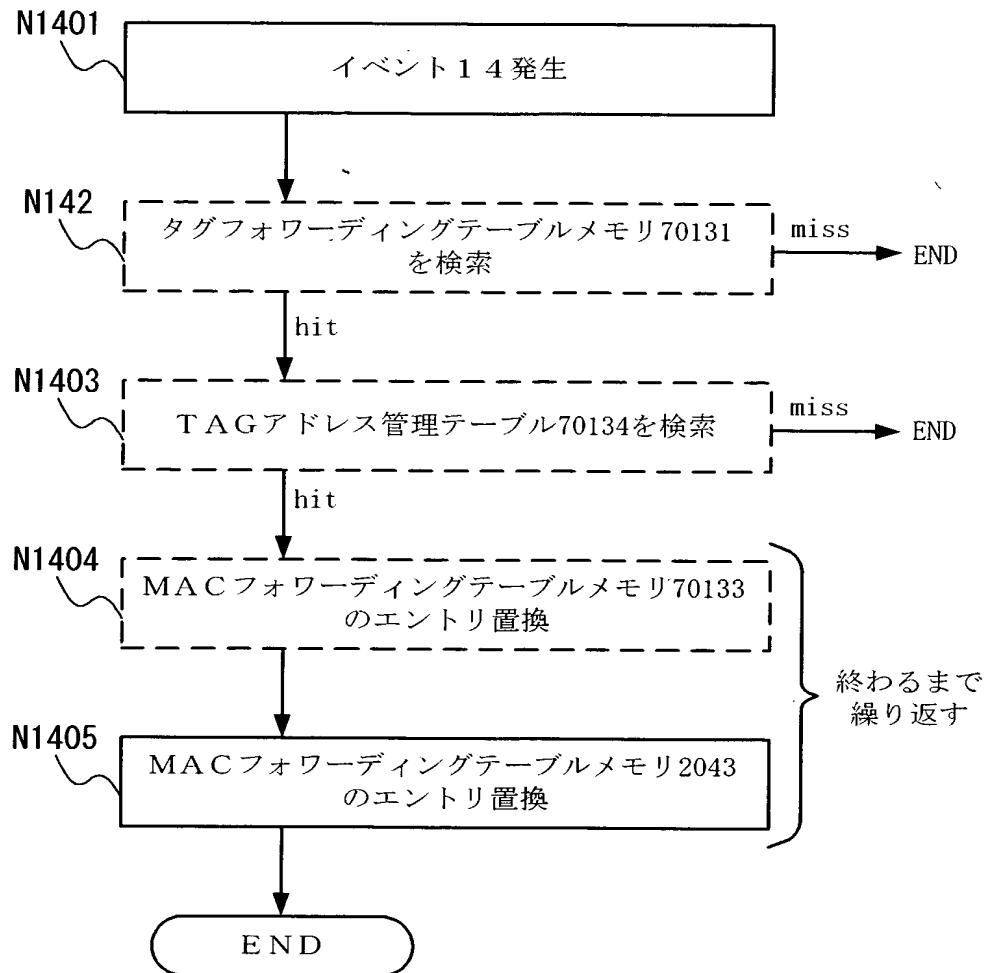 N1401
イベント１４発生
N142
タグフォワーディングテーブルメモリ70131
を検索
miss
END
hit
N1403
ＴＡＧアドレス管理テーブル70134を検索
miss
END
hit
N1404
ＭＡＣフォワーディングテーブルメモリ70133
のエントリ置換
終わるまで
繰り返す
N1405
ＭＡＣフォワーディングテーブルメモリ2043
のエントリ置換
ＥＮＤ